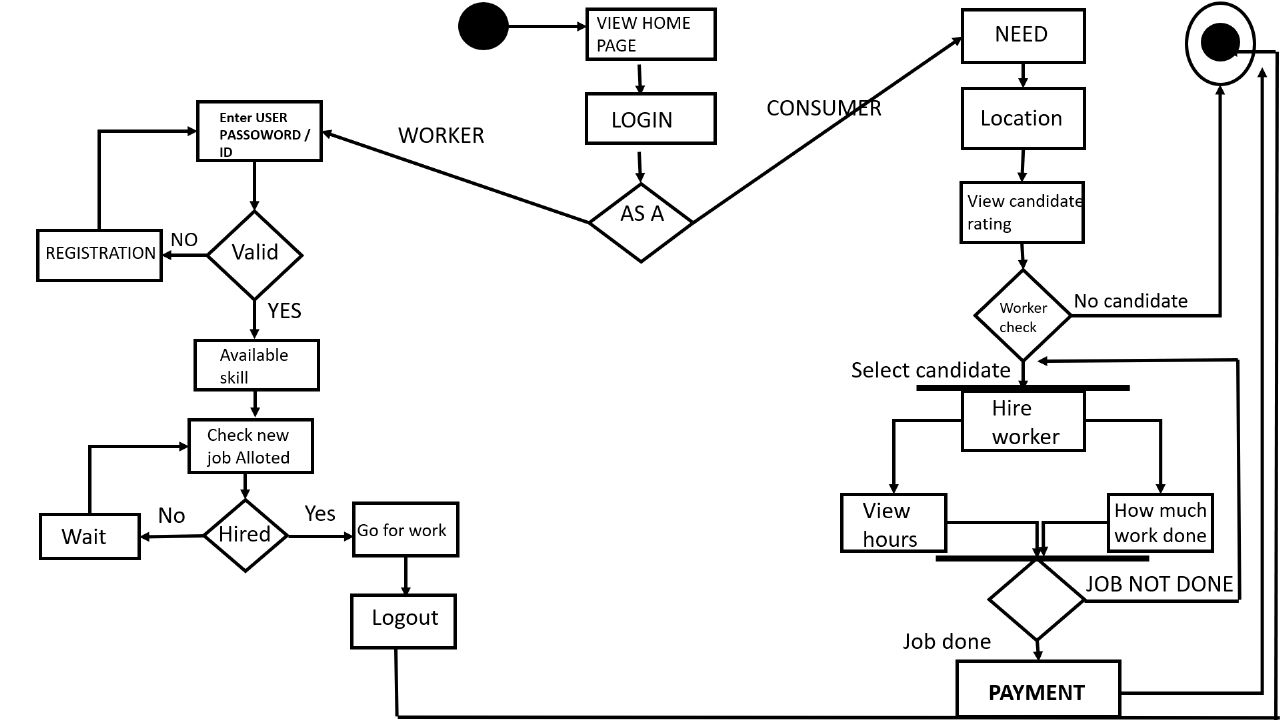 VIEW HOME
PAGE
LOGIN
AS A
WORKER
CONSUMER
Enter USER
PASSOWORD /
ID
REGISTRATION
NO
Valid
YES
Available
skill
Check new
job Alloted
Wait
No
Hired
Yes
Go for work
Logout
NEED
Location
View candidate
rating
Worker
check
No candidate
Select candidate
Hire
worker
View
hours
How much
work done
JOB NOT DONE
Job done
PAYMENT